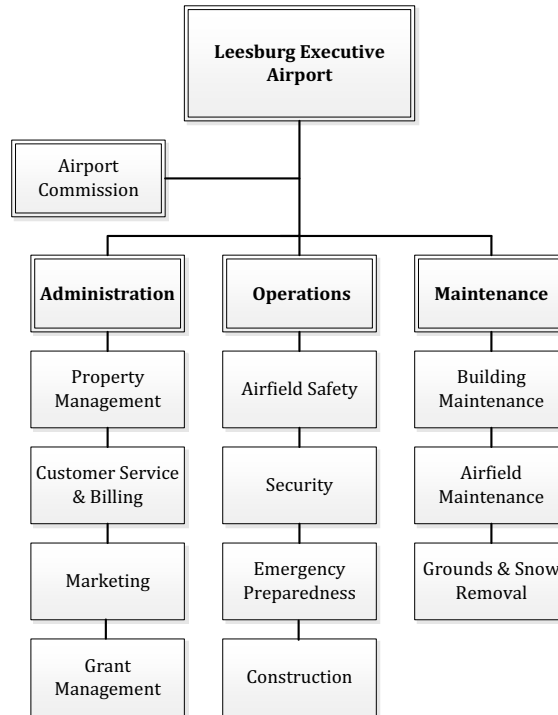 Leesburg Executive
Airport
Airport
Commission
Administration
Operations
Maintenance
Property
Management
Airfield Safety
Building
Maintenance
Customer Service
& Billing
Security
Airfield
Maintenance
Marketing
Emergency
Preparedness
Grounds & Snow
Removal
Grant
Management
Construction